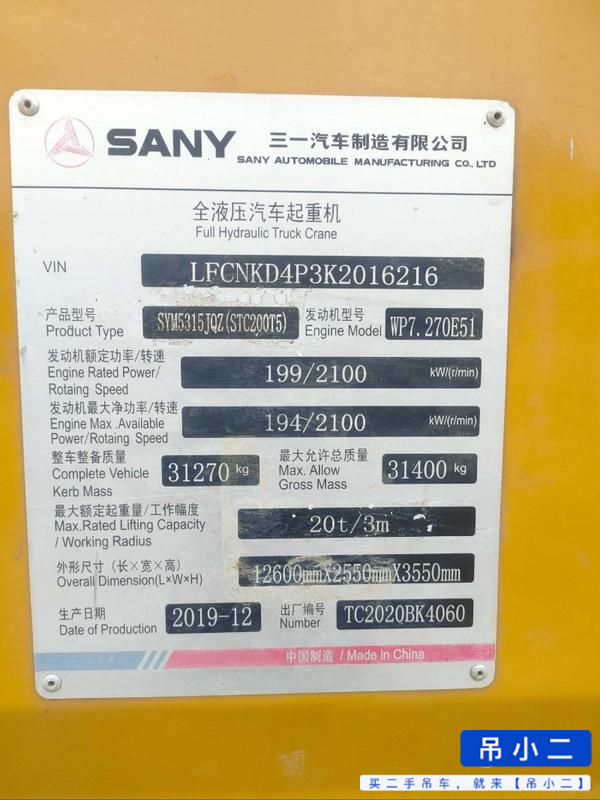 SANY 三一汽车制造有限公司
SANY AUTOMOBILE MANUFACTURING CO., LTD
全液压汽车起重机
Full Hydraulic Truck Crane
VIN LFCNKD4P3K2016216
产品型号 发动机型号
Product Type SYM5315JQZ(STC200T5) Engine Model WP7.270E51
发动机额定功率/转速
Engine Rated Power/ 199/2100 kW/(r/min)
Rotaing Speed
发动机最大净功率/转速
Engine Max .Available 194/2100 kW/(r/min)
Power/Rotaing Speed
整车整备质量 最大允许总质量
Complete Vehicle 31270 kg Max. Allow 31400 kg
Kerb Mass Gross Mass
最大额定起重量/工作幅度
Max.Rated Lifting Capacity 20t/3m
/ Working Radius
外形尺寸 (长×宽×高)
Overall Dimension(L×W×H) 12600mmX2550mmX3550mm
生产日期 2019-12 出厂编号 TC2020BK4060
Date of Production Number
中国制造 / Made in China
吊小二
买二手吊车，就来【吊小二】